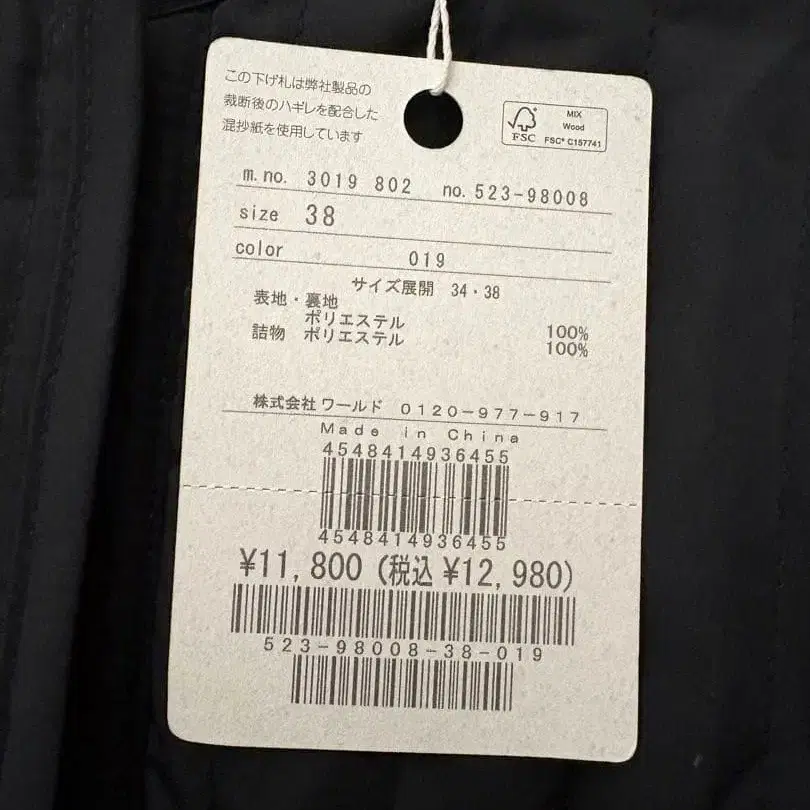 この下げ札は弊社製品の
裁断後のハギレを配合した
混抄紙を使用しています
FSC
MIX
Wood
FSC® C157741
m.no. 3019 802 no.523-98008
size 38
color 019
サイズ展開 34・38
表地・裏地
ポリエステル 100%
詰物 ポリエステル 100%
株式会社 ワールド 0120-977-917
Made in China
4548414936455
4548414936455
¥11,800 (税込 ¥12,980)
523-98008-38-019